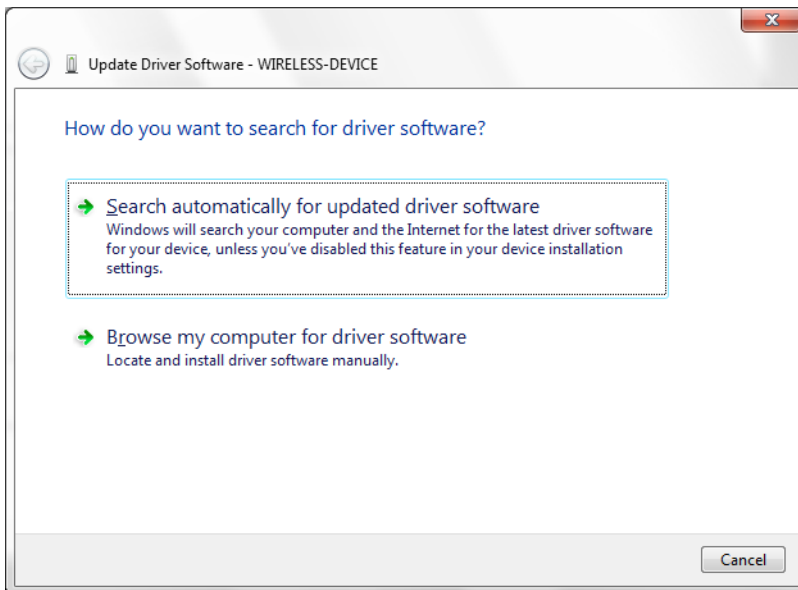 Update Driver Software - WIRELESS-DEVICE
How do you want to search for driver software?
Search automatically for updated driver software
Windows will search your computer and the Internet for the latest driver software
for your device, unless you've disabled this feature in your device installation
settings.
Browse my computer for driver software
Locate and install driver software manually.
Cancel